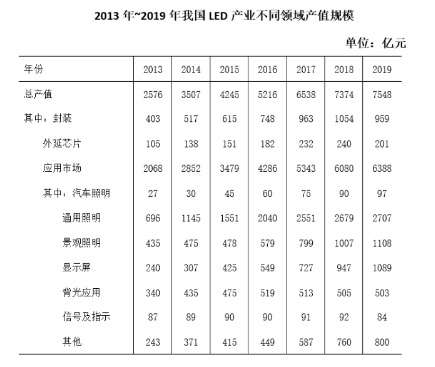 2013 年~2019 年我国 LED 产业不同领域产值规模
单位：亿元
年份 2013 2014 2015 2016 2017 2018 2019
总产值 2576 3507 4245 5216 6538 7374 7548
其中：封装 403 517 615 748 963 1054 959
外延芯片 105 138 151 182 232 240 201
应用市场 2068 2852 3479 4286 5343 6080 6388
其中：汽车照明 27 30 45 60 75 90 97
通用照明 696 1145 1551 2040 2551 2679 2707
景观照明 435 475 478 579 799 1007 1108
显示屏 240 307 425 549 727 947 1089
背光应用 340 435 475 519 513 505 503
信号及指示 87 89 90 90 91 92 84
其他 243 371 415 449 587 760 800